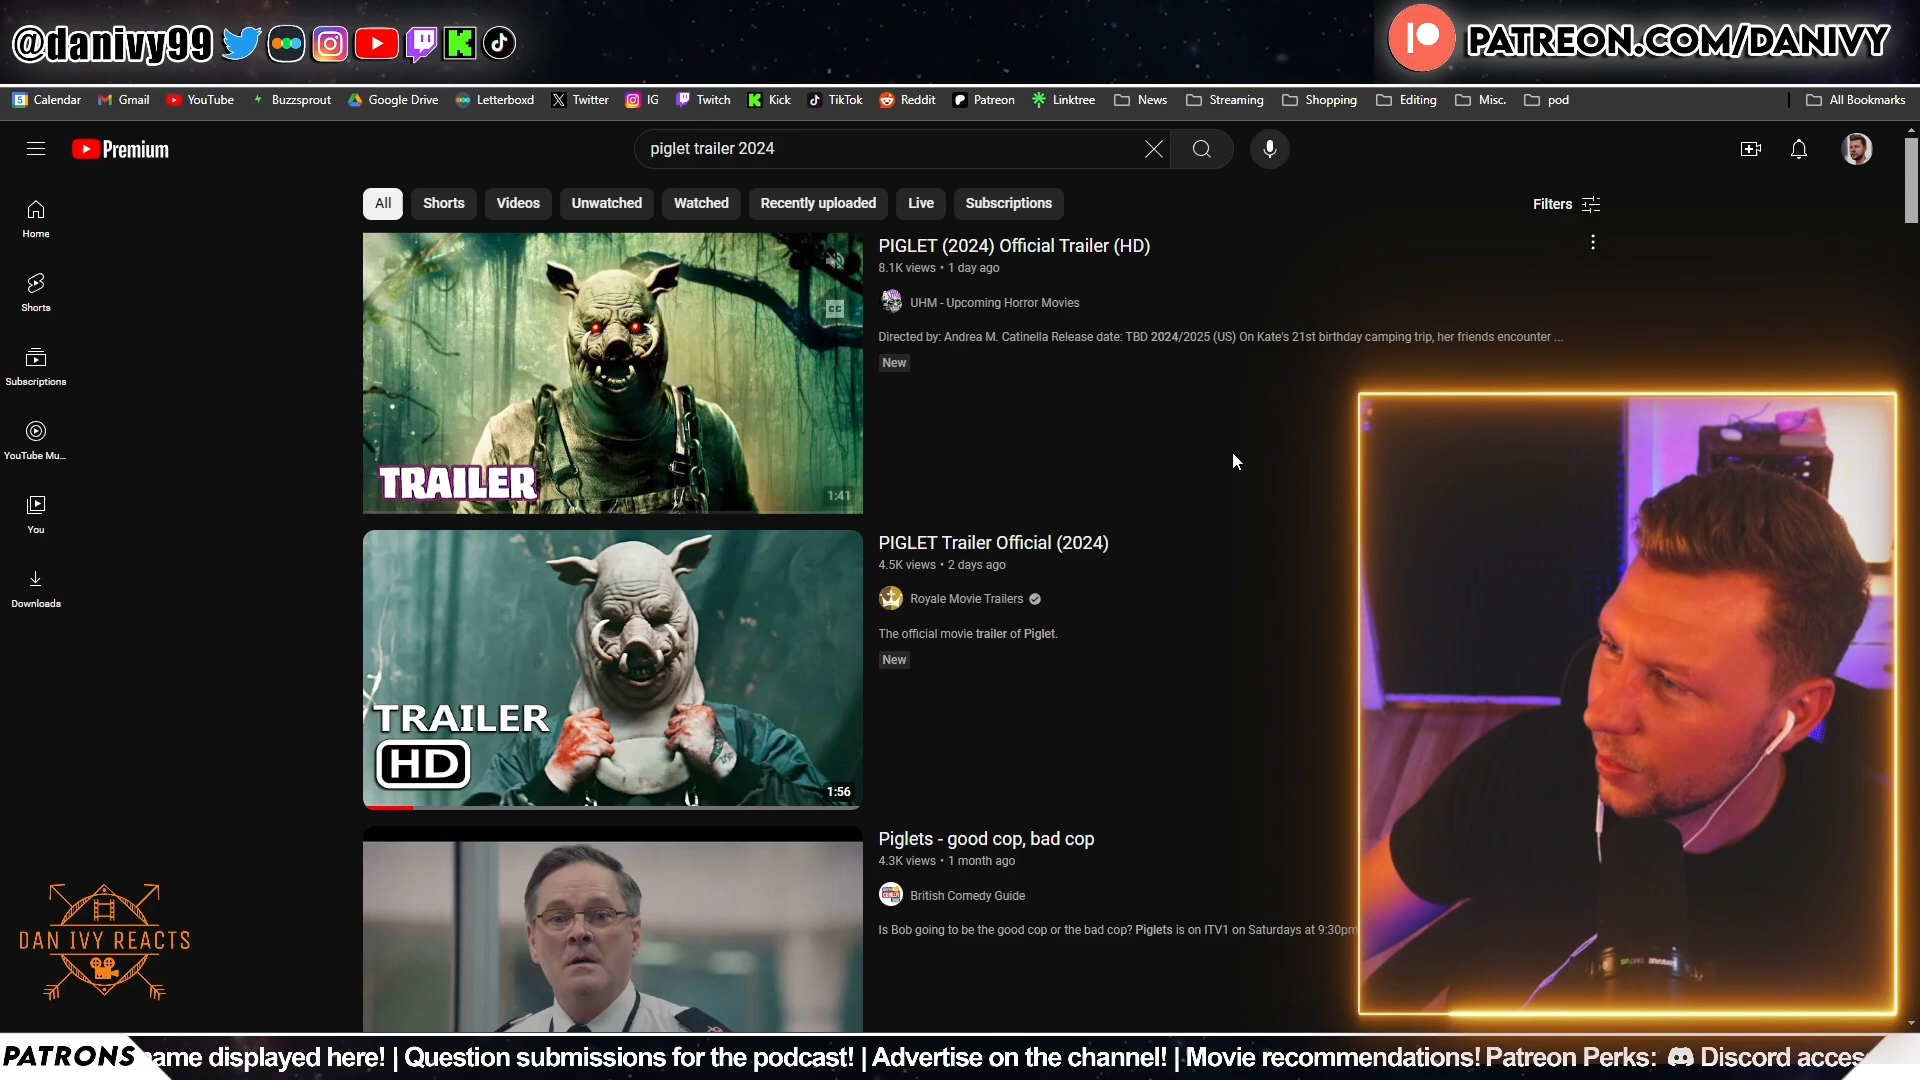 @danivy99
PATREON.COM/DANIVY
Calendar Gmail YouTube Buzzsprout Google Drive Letterboxd Twitter IG Twitch Kick TikTok Reddit Patreon Linktree News Streaming Shopping Editing Misc. pod All Bookmarks
Premium
piglet trailer 2024
All Shorts Videos Unwatched Watched Recently uploaded Live Subscriptions Filters
Home
Shorts
Subscriptions
YouTube Mu...
You
Downloads
TRAILER
CC
1:41
PIGLET (2024) Official Trailer (HD)
8.1K views • 1 day ago
UHM - Upcoming Horror Movies
Directed by: Andrea M. Catinella Release date: TBD 2024/2025 (US) On Kate's 21st birthday camping trip, her friends encounter ...
New
TRAILER
HD
1:56
PIGLET Trailer Official (2024)
4.5K views • 2 days ago
Royale Movie Trailers
The official movie trailer of Piglet.
New
Piglets - good cop, bad cop
4.3K views • 1 month ago
British Comedy Guide
Is Bob going to be the good cop or the bad cop? Piglets is on ITV1 on Saturdays at 9:30pm
DAN IVY REACTS
PATRONS ame displayed here! | Question submissions for the podcast! | Advertise on the channel! | Movie recommendations! Patreon Perks: Discord acces